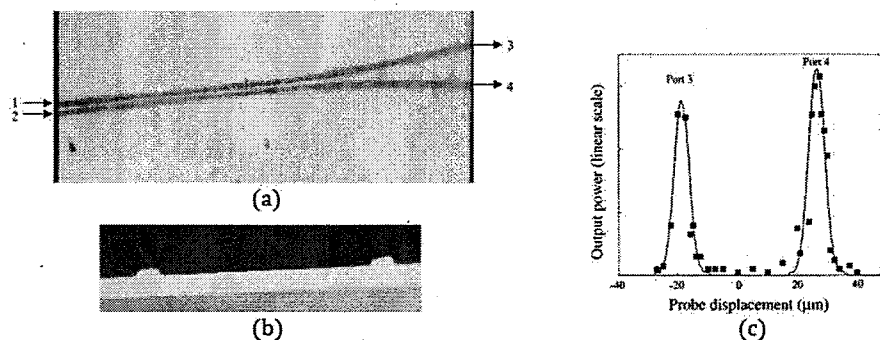 1
2
3
4
(a)
(b)
Output power (linear scale)
Port 3
Port 4
-40 -20 0 20 40
Probe displacement (µm)
(c)